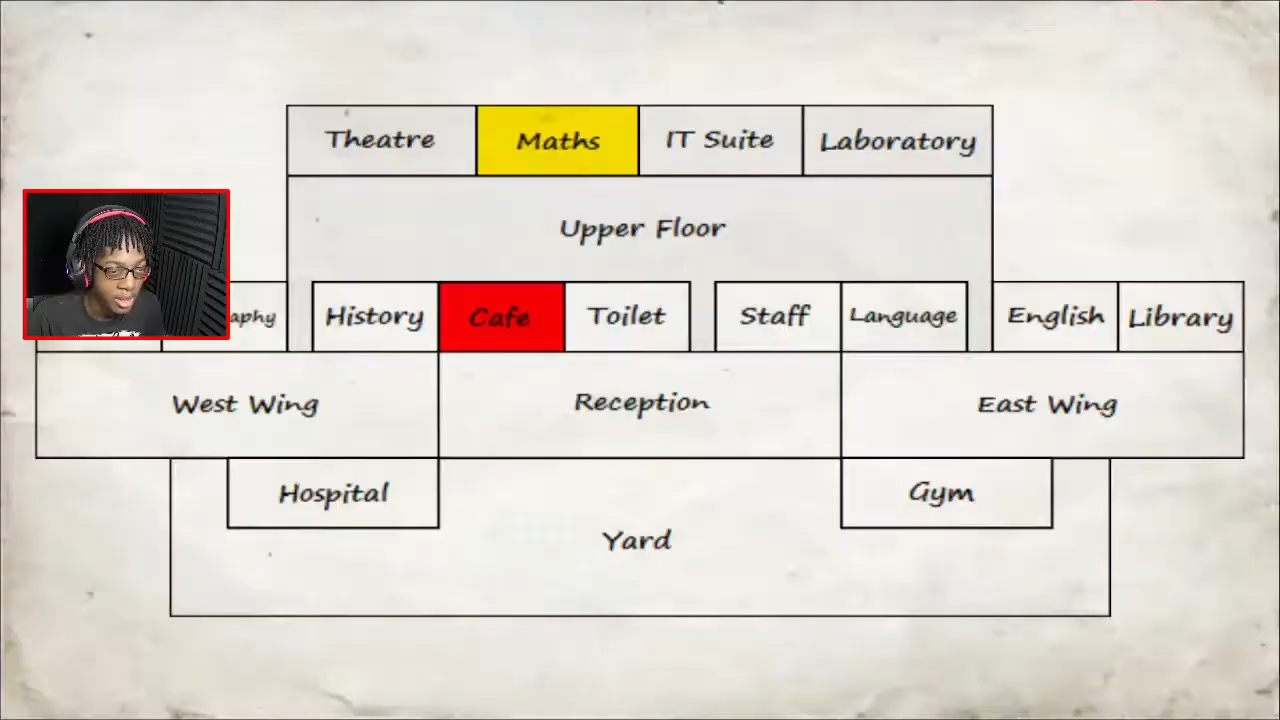 Theatre Maths IT Suite Laboratory
Upper Floor
History Cafe Toilet Staff Language English Library
West Wing Reception East Wing
Hospital Gym
Yard